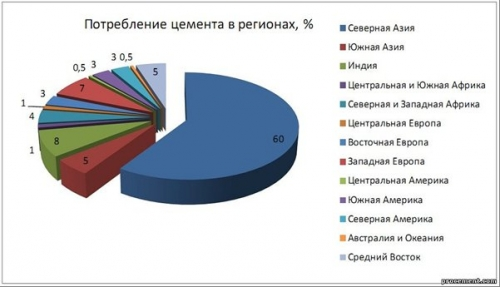 Потребление цемента в регионах, %
0,5
3
3
0,5
5
7
3
1
4
1
8
5
60
Северная Азия
Южная Азия
Индия
Центральная и Южная Африка
Северная и Западная Африка
Центральная Европа
Восточная Европа
Западная Европа
Центральная Америка
Южная Америка
Северная Америка
Австралия и Океания
Средний Восток
procement.com